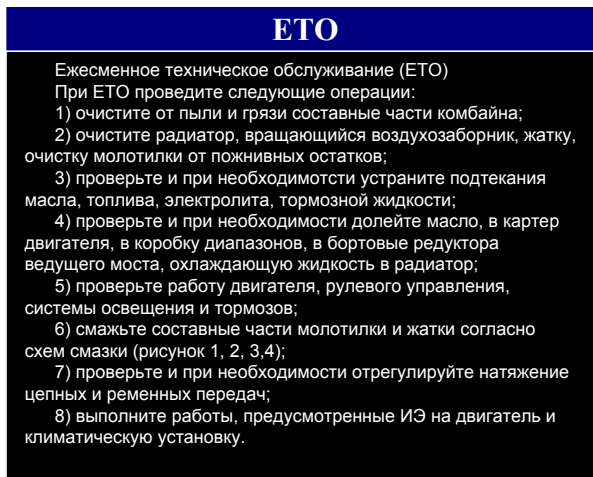 ЕТО
Ежесменное техническое обслуживание (ЕТО)
При ЕТО проведите следующие операции:
1) очистите от пыли и грязи составные части комбайна;
2) очистите радиатор, вращающийся воздухозаборник, жатку,
очистку молотилки от пожнивных остатков;
3) проверьте и при необходимотсти устраните подтекания
масла, топлива, электролита, тормозной жидкости;
4) проверьте и при необходимости долейте масло, в картер
двигателя, в коробку диапазонов, в бортовые редуктора
ведущего моста, охлаждающую жидкость в радиатор;
5) проверьте работу двигателя, рулевого управления,
системы освещения и тормозов;
6) смажьте составные части молотилки и жатки согласно
схем смазки (рисунок 1, 2, 3,4);
7) проверьте и при необходимости отрегулируйте натяжение
цепных и ременных передач;
8) выполните работы, предусмотренные ИЭ на двигатель и
климатическую установку.